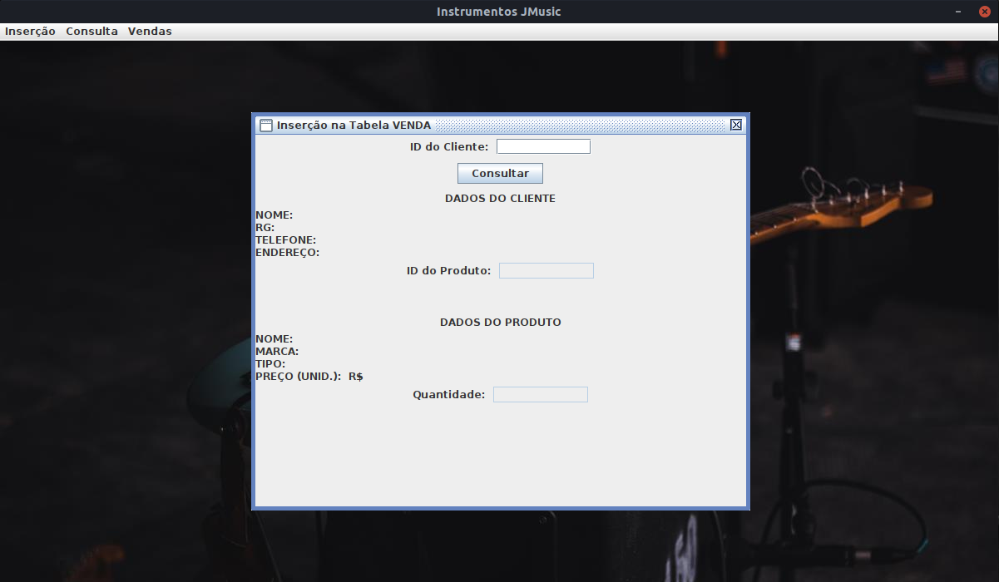 Instrumentos JMusic
Inserção Consulta Vendas
Inserção na Tabela VENDA
ID do Cliente:
Consultar
DADOS DO CLIENTE
NOME:
RG:
TELEFONE:
ENDEREÇO:
ID do Produto:
DADOS DO PRODUTO
NOME:
MARCA:
TIPO:
PREÇO (UNID.): R$
Quantidade: